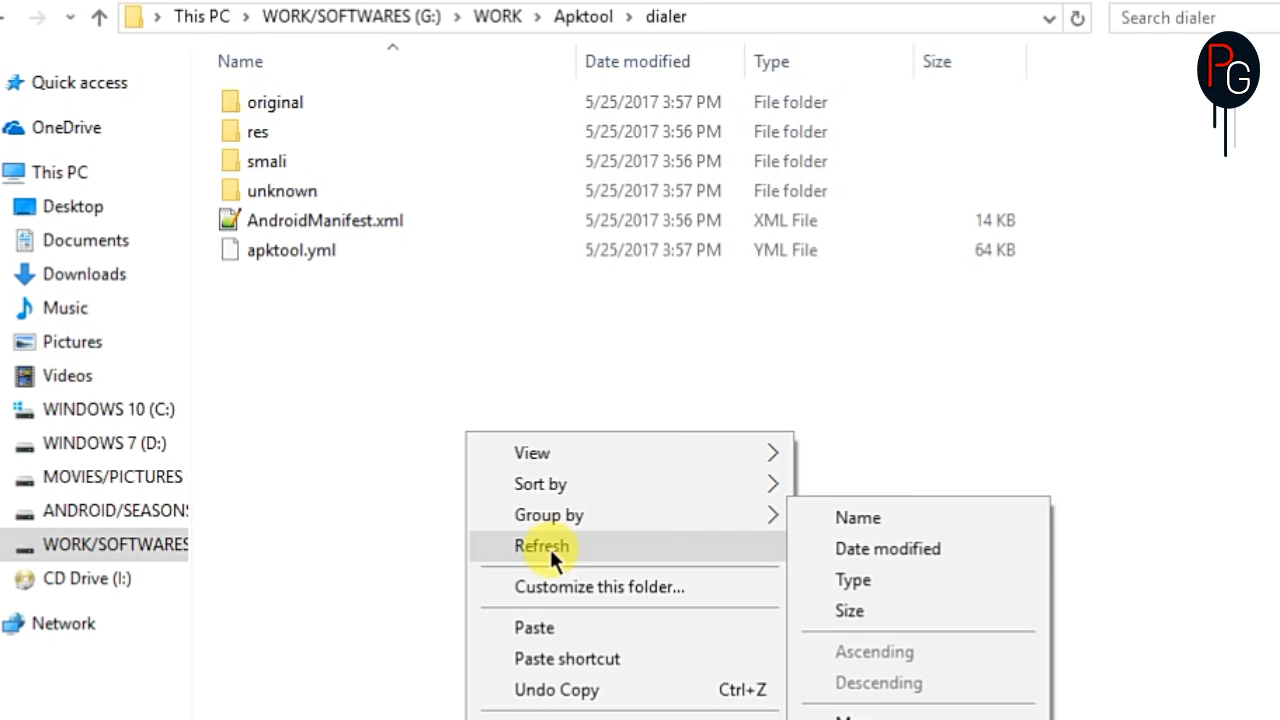 This PC > WORK/SOFTWARES (G:) > WORK > Apktool > dialer
Search dialer
PG
Name Date modified Type Size
Quick access
OneDrive
This PC
Desktop
Documents
Downloads
Music
Pictures
Videos
WINDOWS 10 (C:)
WINDOWS 7 (D:)
MOVIES/PICTURES
ANDROID/SEASONS
WORK/SOFTWARES
CD Drive (I:)
Network
original 5/25/2017 3:57 PM File folder
res 5/25/2017 3:56 PM File folder
smali 5/25/2017 3:56 PM File folder
unknown 5/25/2017 3:57 PM File folder
AndroidManifest.xml 5/25/2017 3:56 PM XML File 14 KB
apktool.yml 5/25/2017 3:57 PM YML File 64 KB
View
Sort by
Group by
Refresh
Customize this folder...
Paste
Paste shortcut
Undo Copy Ctrl+Z
Name
Date modified
Type
Size
Ascending
Descending